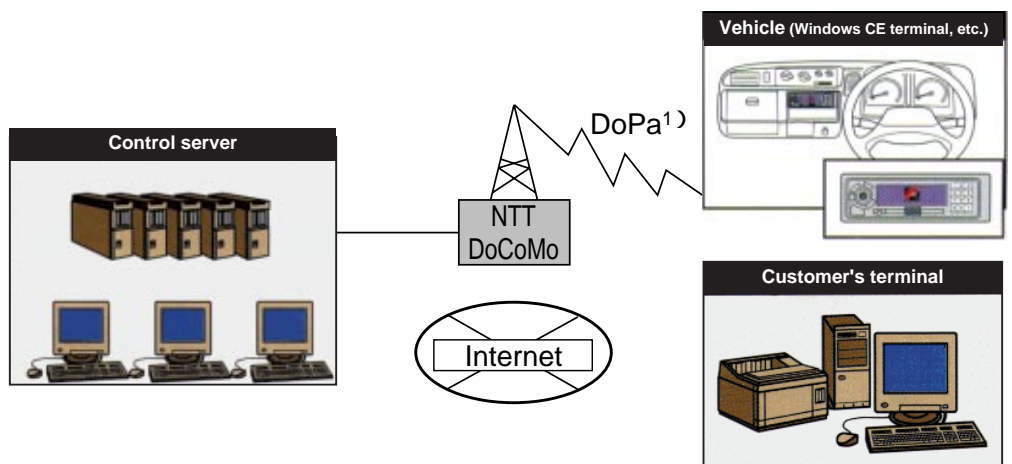 Vehicle (Windows CE terminal, etc.)
DoPa¹⁾
Control server
NTT
DoCoMo
Customer's terminal
Internet